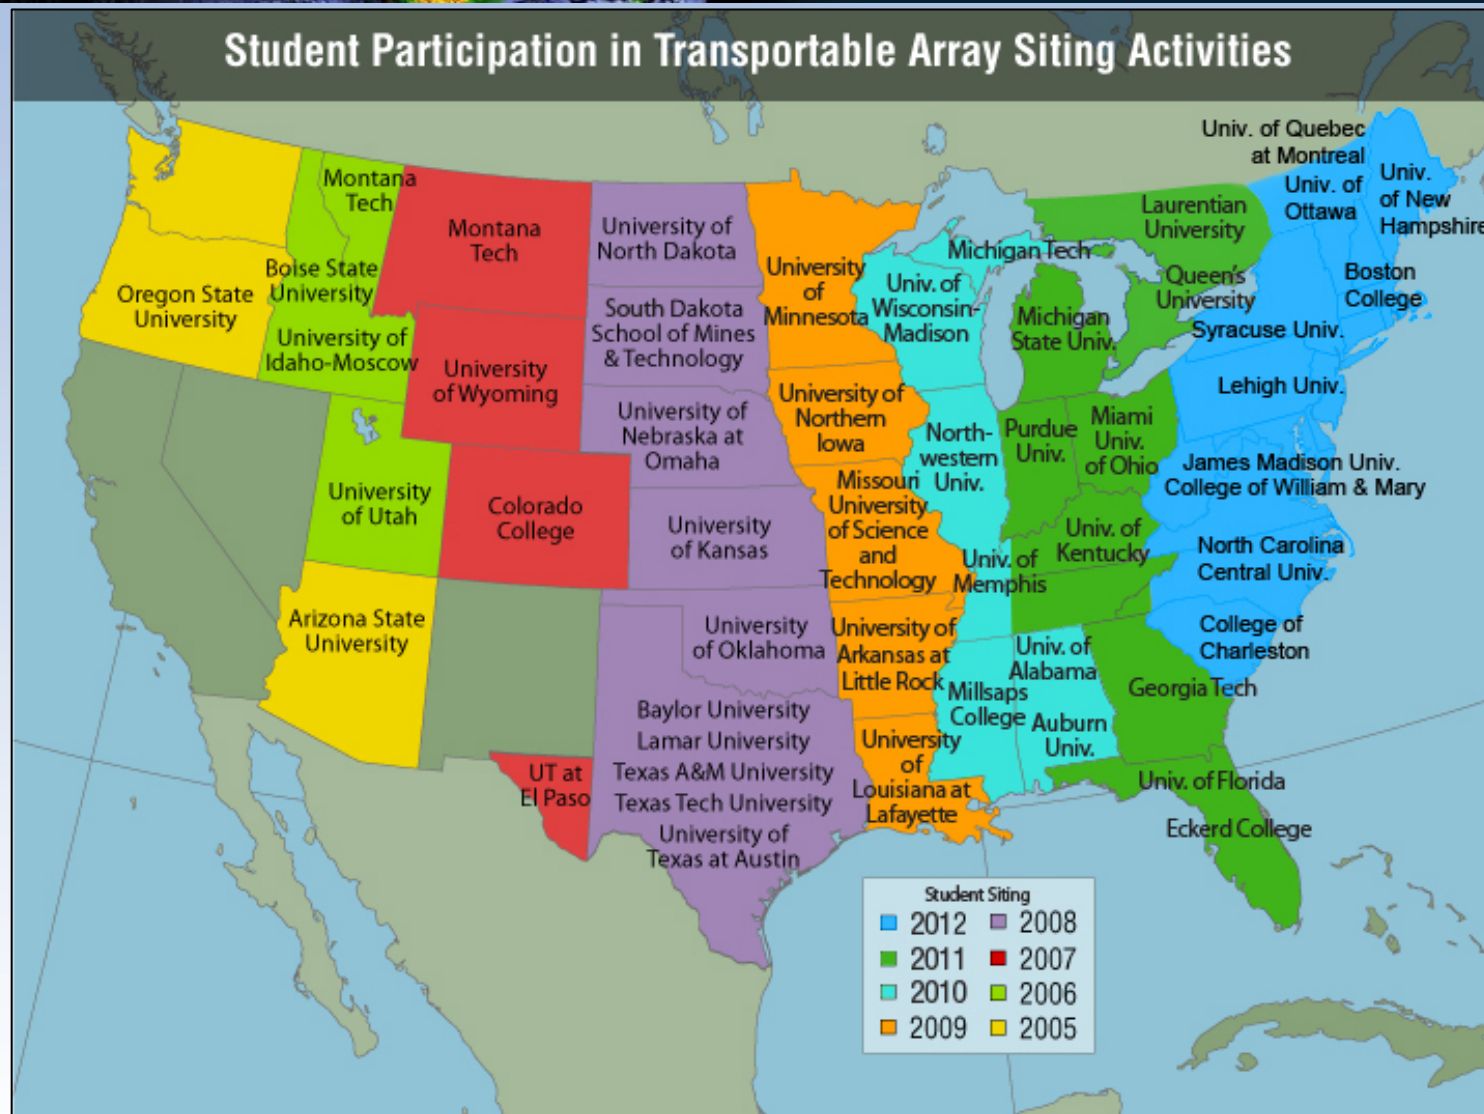 Student Participation in Transportable Array Siting Activities
Univ. of Quebec
at Montreal
Univ. of
Ottawa
Univ.
of New
Hampshire
Montana
Tech
Montana
Tech
University of
North Dakota
Laurentian
University
Michigan Tech
Boise State
University
Oregon State
University
University of
Idaho-Moscow
University
of Wyoming
South Dakota
School of Mines
& Technology
University
of
Minnesota
Univ. of
Wisconsin-
Madison
Michigan
State Univ.
Queen's
University
Boston
College
Syracuse Univ.
Lehigh Univ.
University of
Nebraska at
Omaha
University of
Northern
Iowa
North-
western
Univ.
Purdue
Univ.
Miami
Univ.
of Ohio
James Madison Univ.
College of William & Mary
University
of Utah
Colorado
College
University
of Kansas
Missouri
University
of Science
and
Technology
Univ. of
Memphis
Univ. of
Kentucky
North Carolina
Central Univ.
Arizona State
University
University
of Oklahoma
University of
Arkansas at
Little Rock
Univ. of
Alabama
College of
Charleston
Millsaps
College
Auburn
Univ.
Georgia Tech
Baylor University
Lamar University
Texas A&M University
Texas Tech University
University of
Texas at Austin
UT at
El Paso
University
of
Louisiana at
Lafayette
Univ. of Florida
Eckerd College
Student Siting
2012 2008
2011 2007
2010 2006
2009 2005